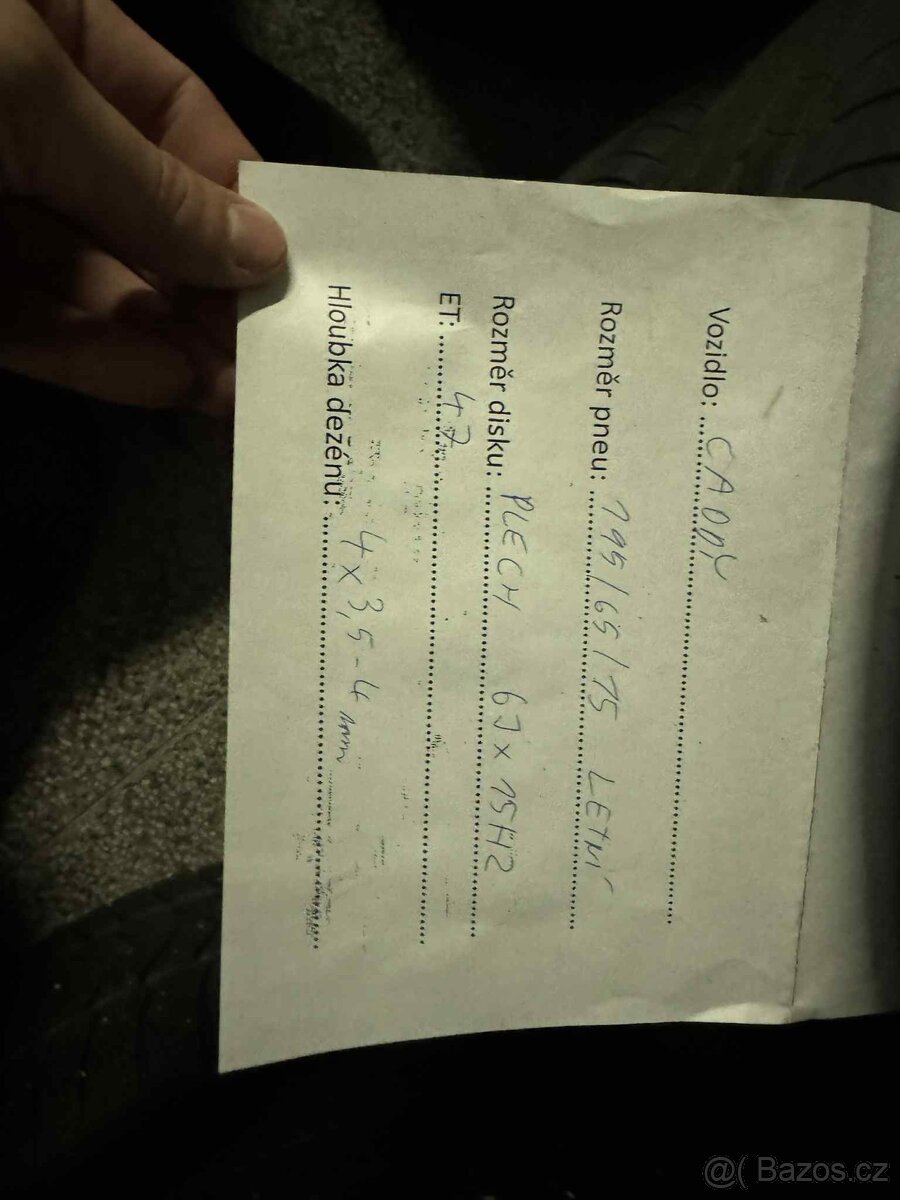 Vozidlo: CADDY
Rozměr pneu: 195/65/15 LETNÍ
Rozměr disku: PLECH 6J x 15H2
ET: 47
Hloubka dezénu: 4 x 3,5 - 4 mm
@( Bazos.cz